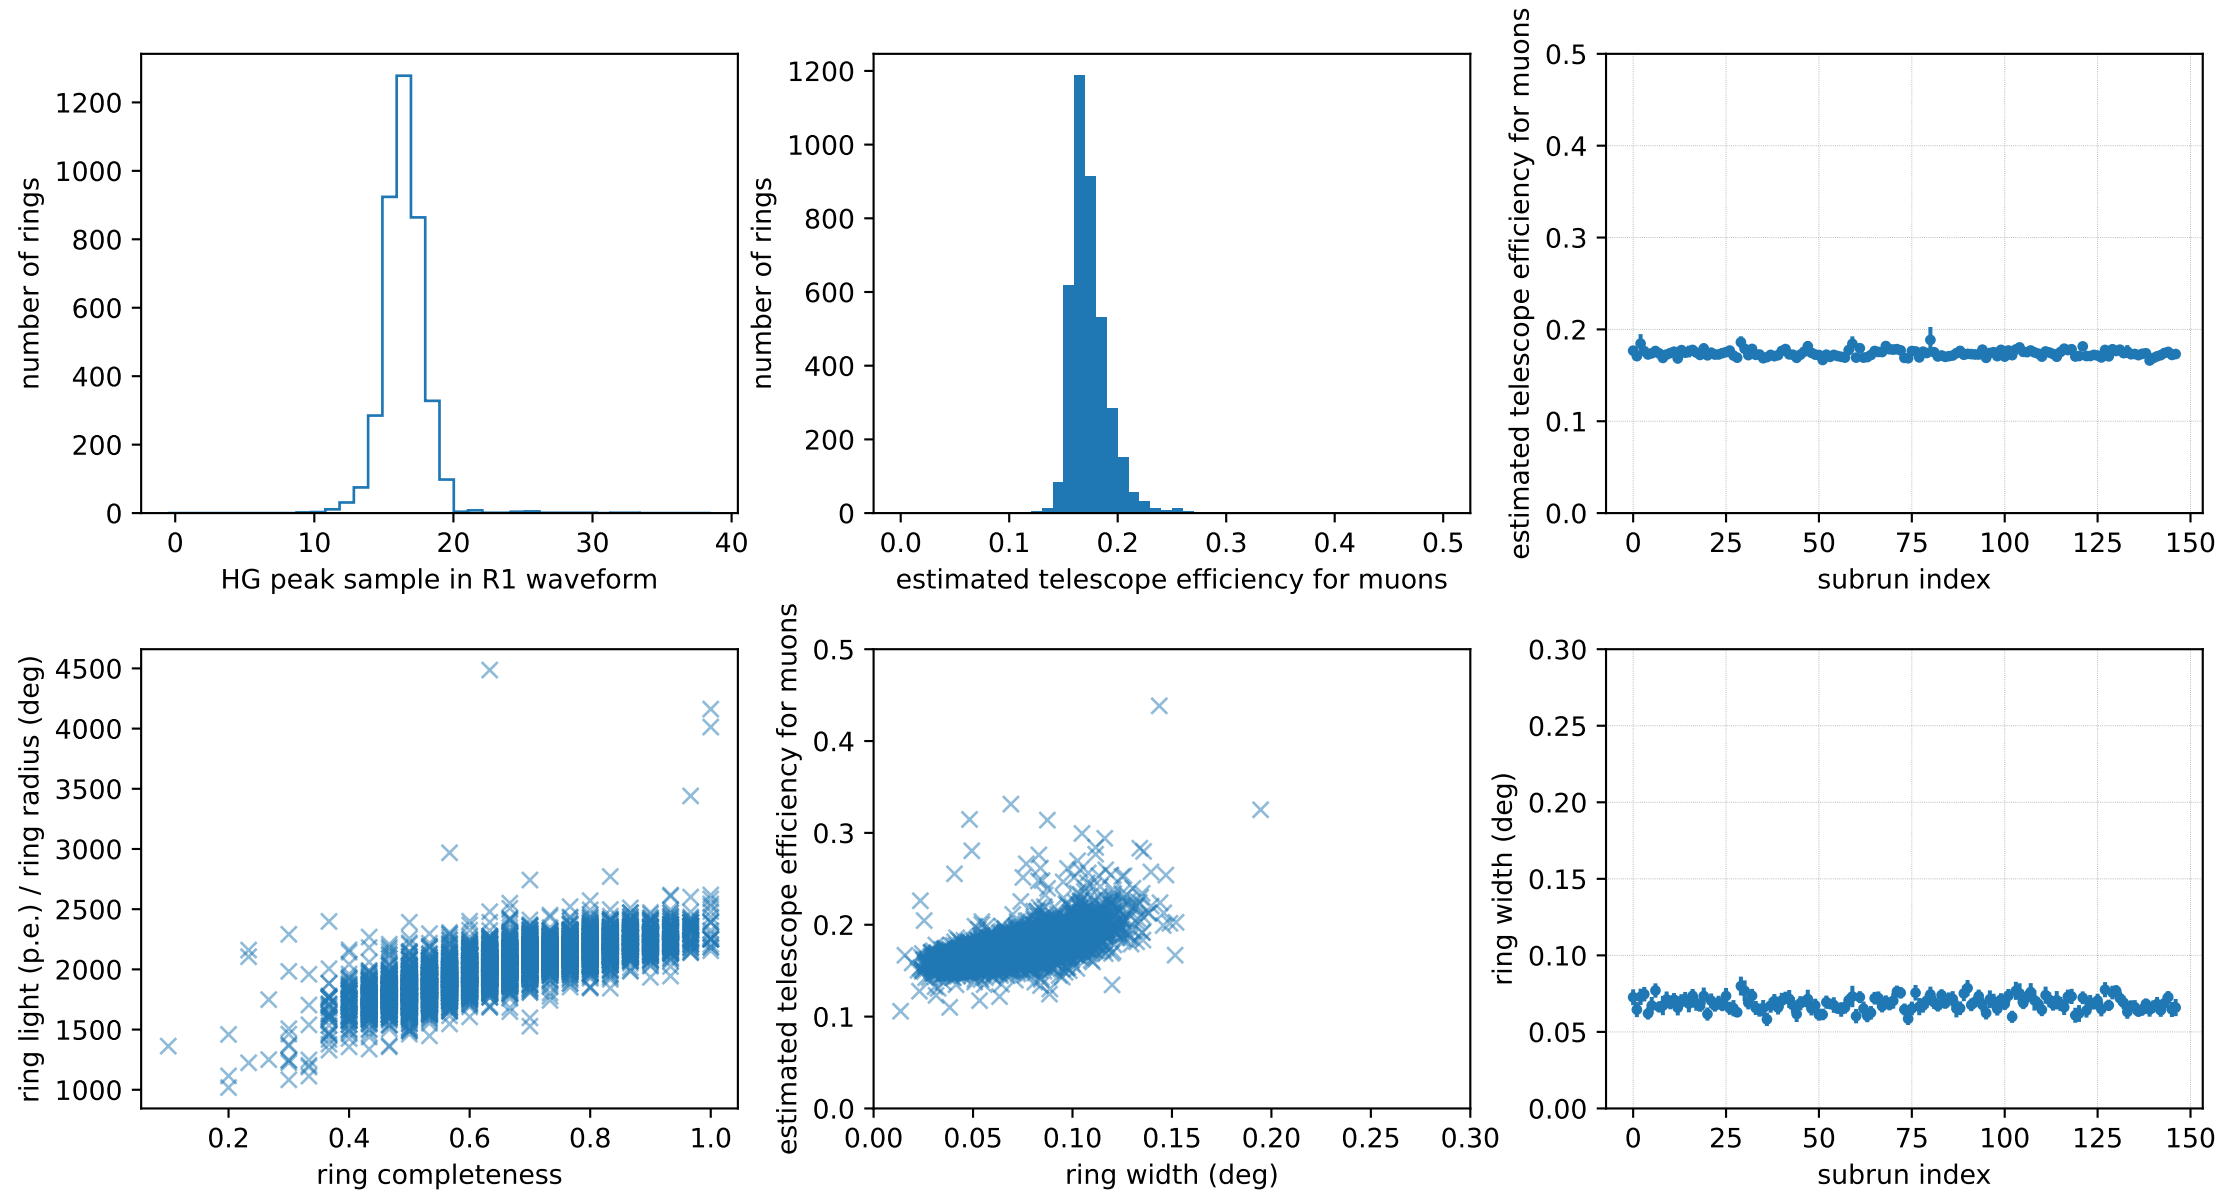 number of rings
1200
1000
800
600
400
200
0
0 10 20 30 40
HG peak sample in R1 waveform
number of rings
1200
1000
800
600
400
200
0
0.0 0.1 0.2 0.3 0.4 0.5
estimated telescope efficiency for muons
estimated telescope efficiency for muons
0.5
0.4
0.3
0.2
0.1
0.0
0 25 50 75 100 125 150
subrun index
ring light (p.e.) / ring radius (deg)
4500
4000
3500
3000
2500
2000
1500
1000
0.2 0.4 0.6 0.8 1.0
ring completeness
estimated telescope efficiency for muons
0.5
0.4
0.3
0.2
0.1
0.0
0.00 0.05 0.10 0.15 0.20 0.25 0.30
ring width (deg)
ring width (deg)
0.30
0.25
0.20
0.15
0.10
0.05
0.00
0 25 50 75 100 125 150
subrun index